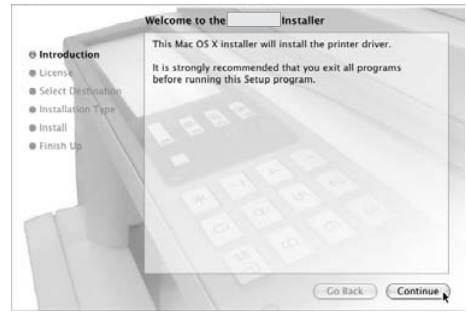 Welcome to the Installer
Introduction
License
Select Destination
Installation Type
Install
Finish Up
This Mac OS X installer will install the printer driver.
It is strongly recommended that you exit all programs
before running this Setup program.
Go Back
Continue